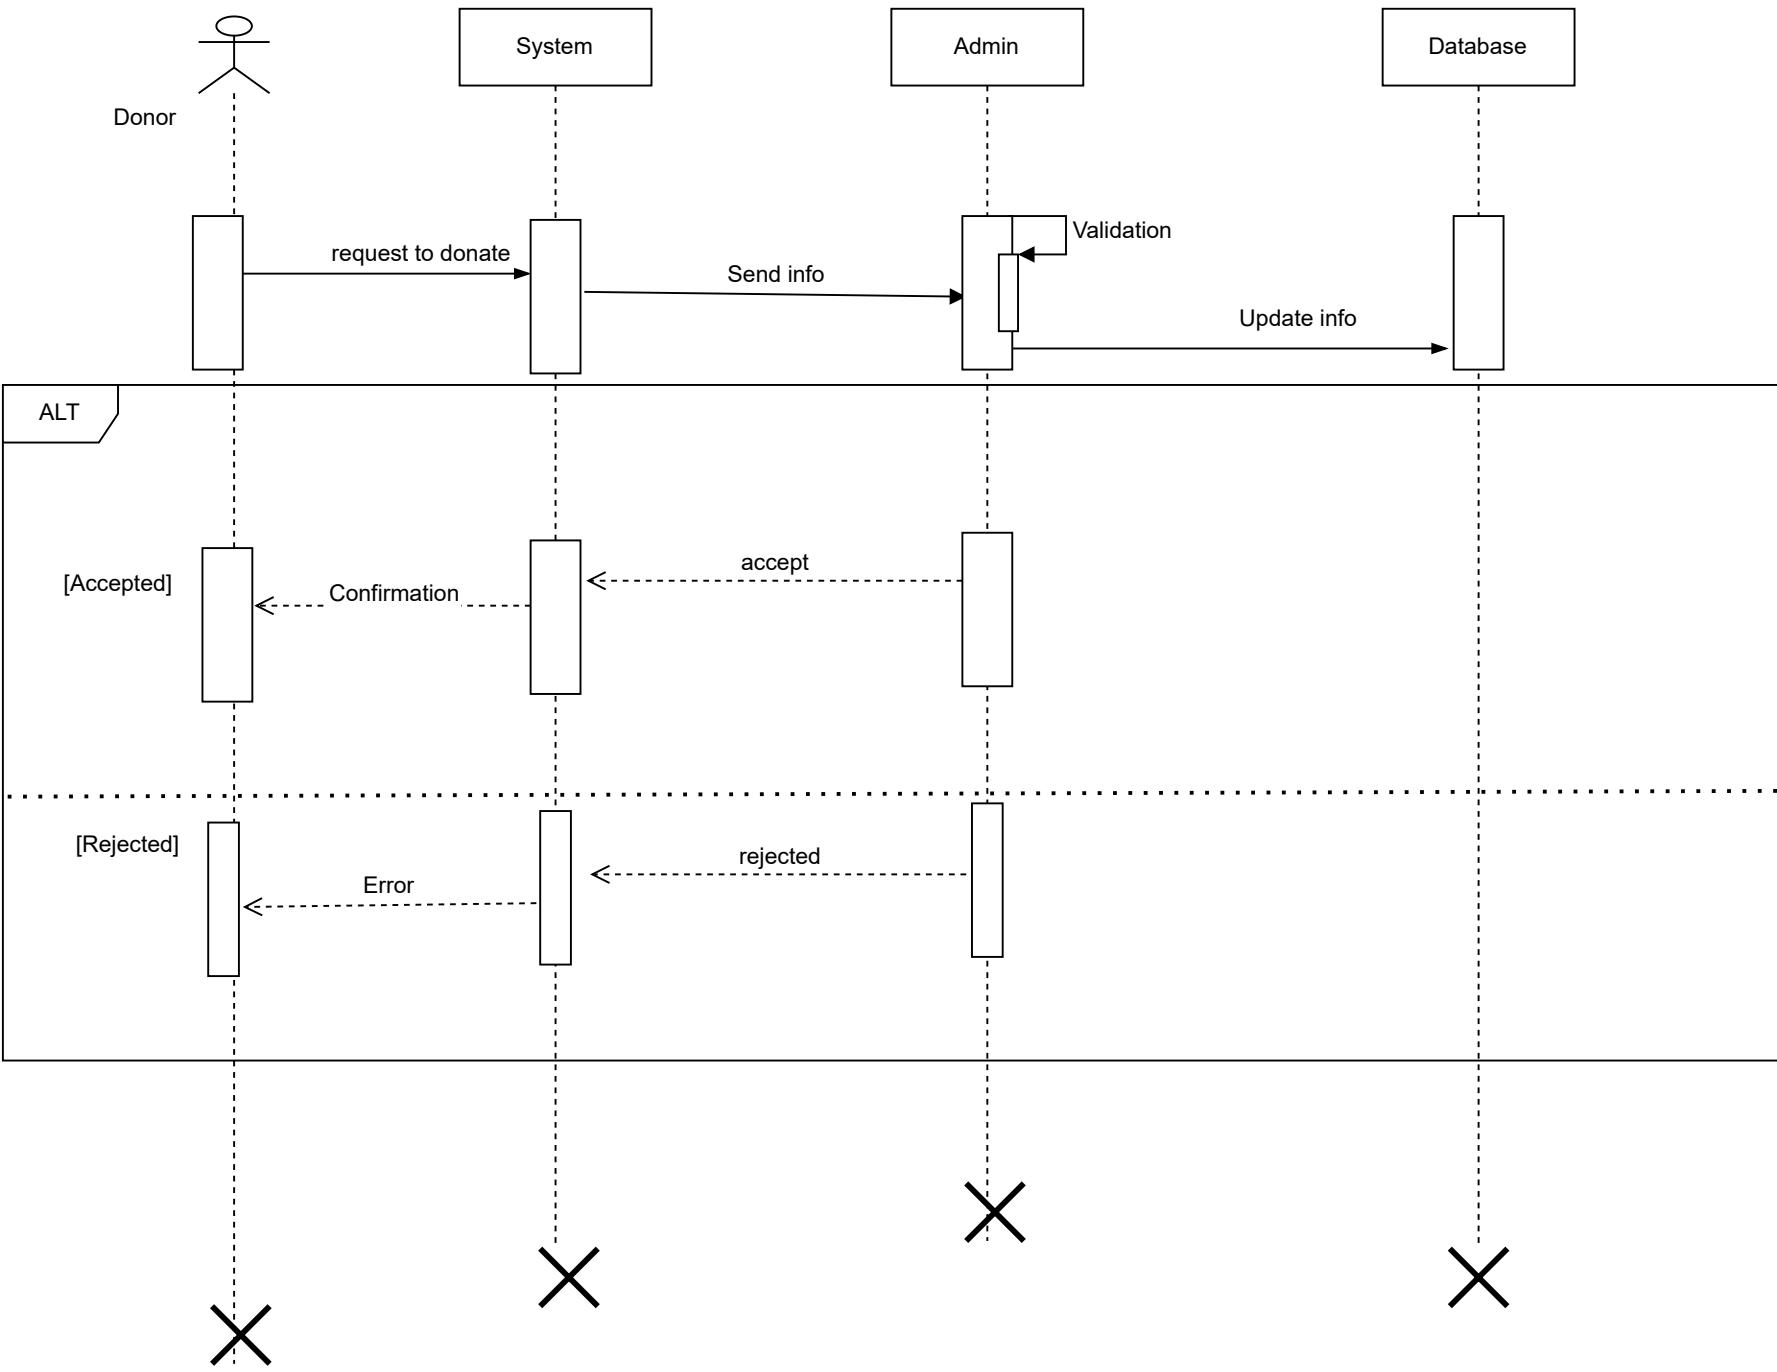 System
Admin
Database
Donor
Validation
request to donate
Send info
Update info
ALT
accept
[Accepted]
Confirmation
[Rejected]
rejected
Error